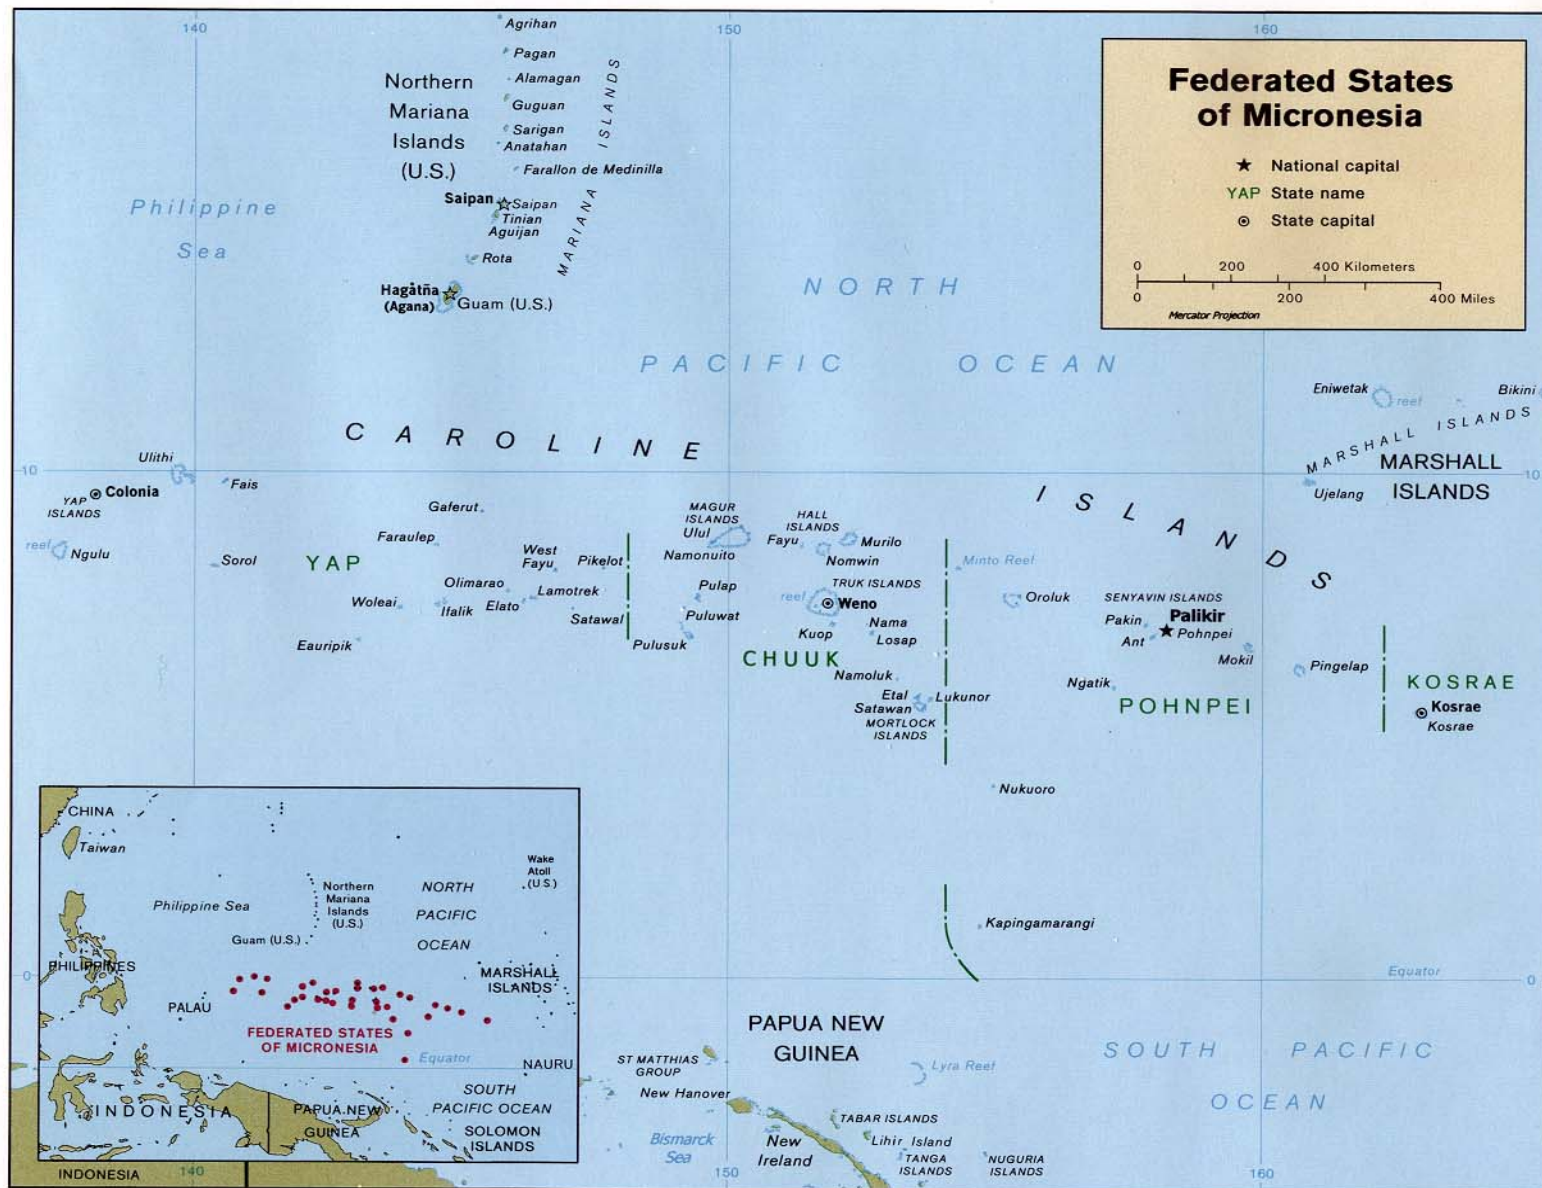 140
150
160
Agrihan
Pagan
Alamagan
Guguan
Sarigan
Anatahan
Farallon de Medinilla
Northern
Mariana
Islands
(U.S.)
MARIANA ISLANDS
Saipan
Saipan
Tinian
Aguijan
Rota
Hagåtña
(Agana)
Guam (U.S.)
Philippine
Sea
Federated States
of Micronesia
National capital
YAP State name
State capital
0 200 400 Kilometers
0 200 400 Miles
Mercator Projection
NORTH
PACIFIC OCEAN
Eniwetak
reef
Bikini
MARSHALL ISLANDS
MARSHALL
ISLANDS
Ujelang
CAROLINE ISLANDS
10
10
Ulithi
Colonia
YAP
ISLANDS
Fais
reef
Ngulu
Sorol
YAP
Gaferut
Faraulep
West
Fayu
Pikelot
Olimarao
Lamotrek
Woleai
Ifalik
Elato
Satawal
Eauripik
MAGUR
ISLANDS
Ulul
Namonuito
HALL
ISLANDS
Fayu
Murilo
Nomwin
Pulap
Puluwat
Pulusuk
TRUK ISLANDS
reef
Weno
Kuop
Nama
Losap
CHUUK
Namoluk
Etal
Lukunor
Satawan
MORTLOCK
ISLANDS
Minto Reef
Oroluk
SENYAVIN ISLANDS
Pakin
Palikir
Ant
Pohnpei
Mokil
Pingelap
Ngatik
POHNPEI
KOSRAE
Kosrae
Kosrae
Nukuoro
Kapingamarangi
Equator
0
0
PAPUA NEW
GUINEA
SOUTH PACIFIC
OCEAN
ST MATTHIAS
GROUP
Lyra Reef
New Hanover
TABAR ISLANDS
Bismarck
Sea
New
Ireland
Lihir Island
TANGA
ISLANDS
NUGURIA
ISLANDS
150
160
CHINA
Taiwan
Wake
Atoll
(U.S.)
Philippine Sea
Northern
Mariana
Islands
(U.S.)
NORTH
PACIFIC
OCEAN
Guam (U.S.)
PHILIPPINES
MARSHALL
ISLANDS
PALAU
FEDERATED STATES
OF MICRONESIA
Equator
NAURU
INDONESIA
PAPUA NEW
GUINEA
SOUTH
PACIFIC OCEAN
SOLOMON
ISLANDS
INDONESIA
140